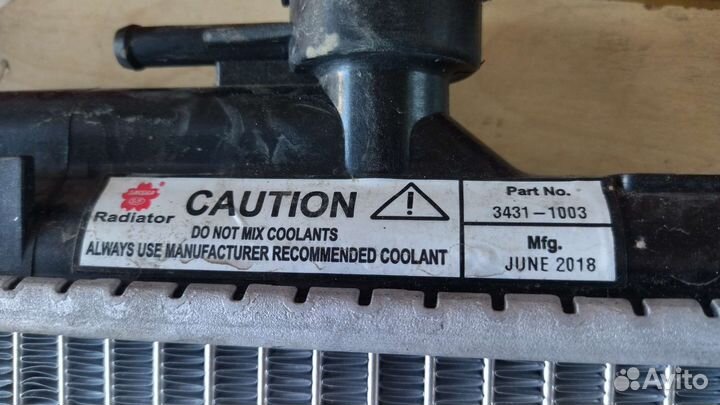 Radiator
CAUTION
DO NOT MIX COOLANTS
ALWAYS USE MANUFACTURER RECOMMENDED COOLANT
Part No.
3431-1003
Mfg.
JUNE 2018
Avito